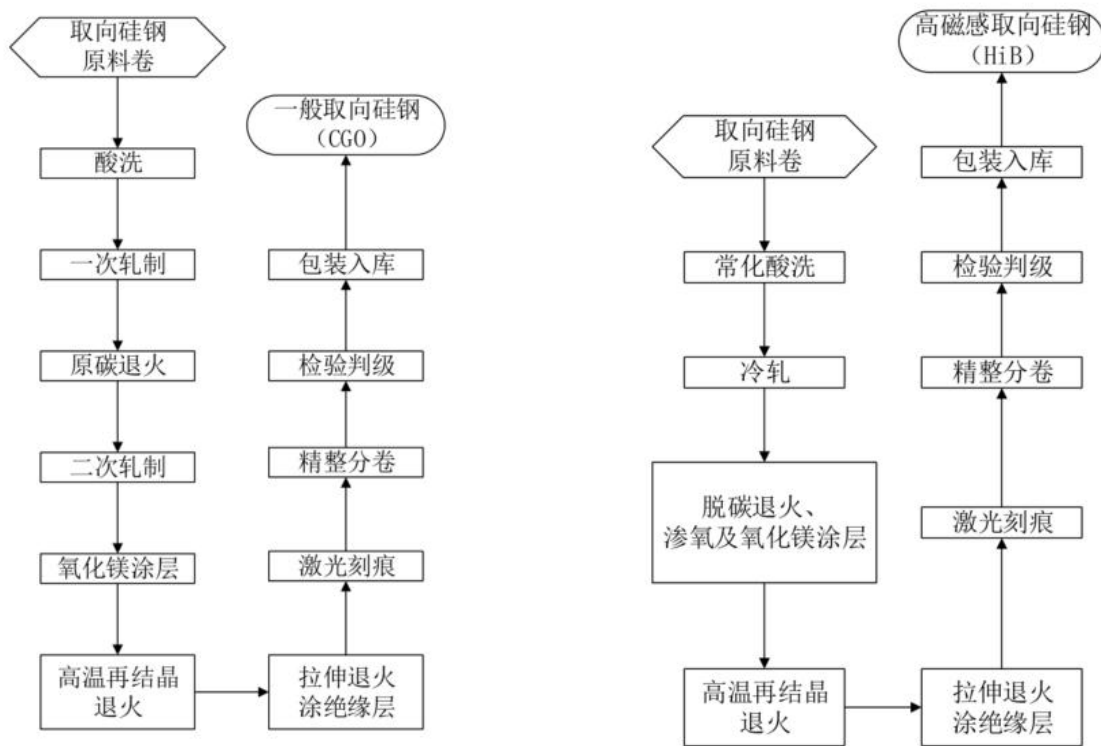 取向硅钢
原料卷
酸洗
一次轧制
原碳退火
二次轧制
氧化镁涂层
高温再结晶
退火
拉伸退火
涂绝缘层
激光刻痕
精整分卷
检验判级
包装入库
一般取向硅钢
(CGO)
取向硅钢
原料卷
常化酸洗
冷轧
脱碳退火、
渗氧及氧化镁涂层
高温再结晶
退火
拉伸退火
涂绝缘层
激光刻痕
精整分卷
检验判级
包装入库
高磁感取向硅钢
(HiB)